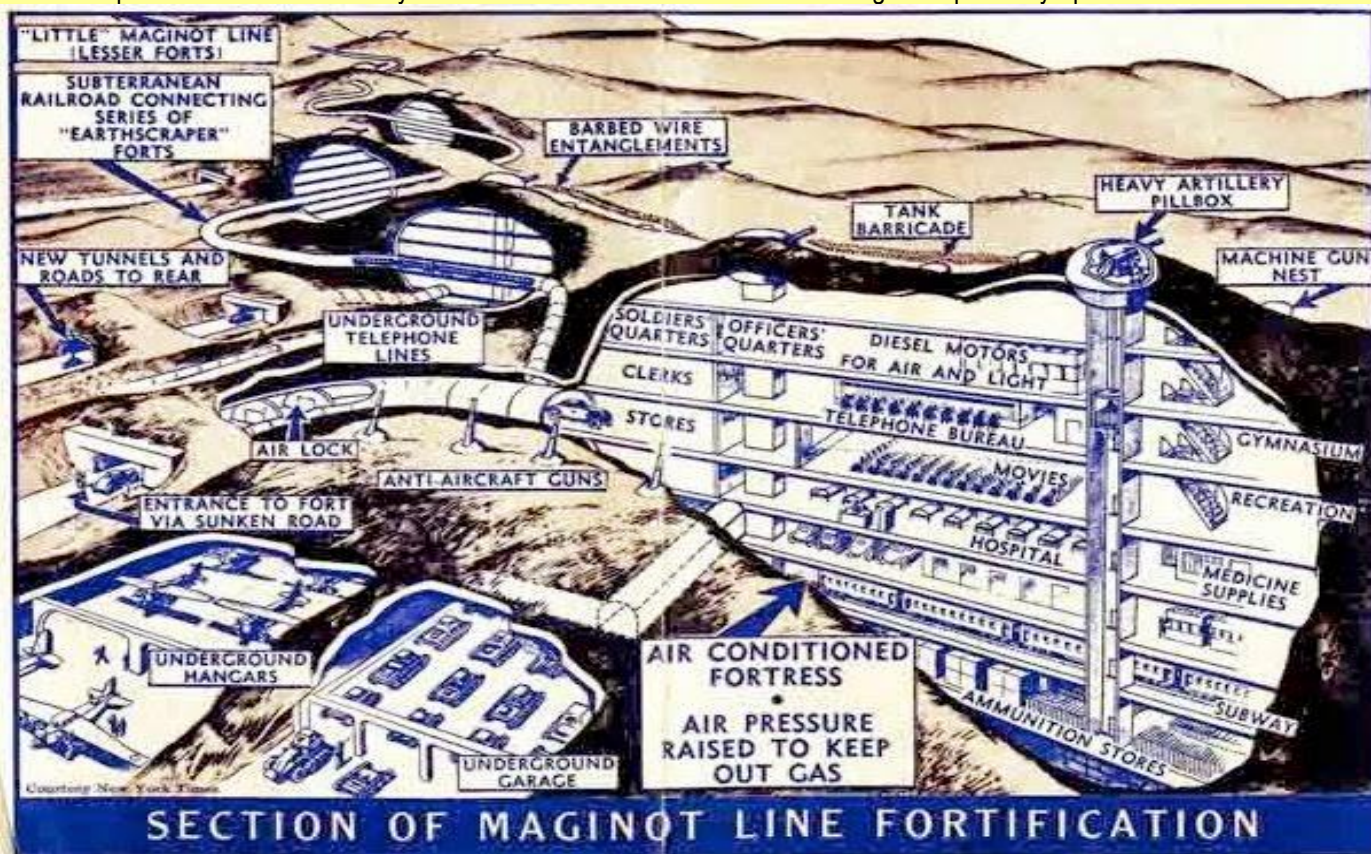 "LITTLE" MAGINOT LINE
(LESSER FORTS)
SUBTERRANEAN
RAILROAD CONNECTING
SERIES OF
"EARTHSCRAPER"
FORTS
BARBED WIRE
ENTANGLEMENTS
HEAVY ARTILLERY
PILLBOX
TANK
BARRICADE
MACHINE GUN
NEST
NEW TUNNELS AND
ROADS TO REAR
UNDERGROUND
TELEPHONE
LINES
SOLDIERS'
QUARTERS
OFFICERS'
QUARTERS
DIESEL MOTORS
FOR AIR AND LIGHT
CLERKS
STORES
TELEPHONE BUREAU
GYMNASIUM
AIR LOCK
ANTI-AIRCRAFT GUNS
MOVIES
RECREATION
ENTRANCE TO FORT
VIA SUNKEN ROAD
HOSPITAL
MEDICINE
SUPPLIES
UNDERGROUND
HANGARS
AIR CONDITIONED
FORTRESS
•
AIR PRESSURE
RAISED TO KEEP
OUT GAS
SUBWAY
AMMUNITION STORES
UNDERGROUND
GARAGE
Courtesy New York Times
SECTION OF MAGINOT LINE FORTIFICATION